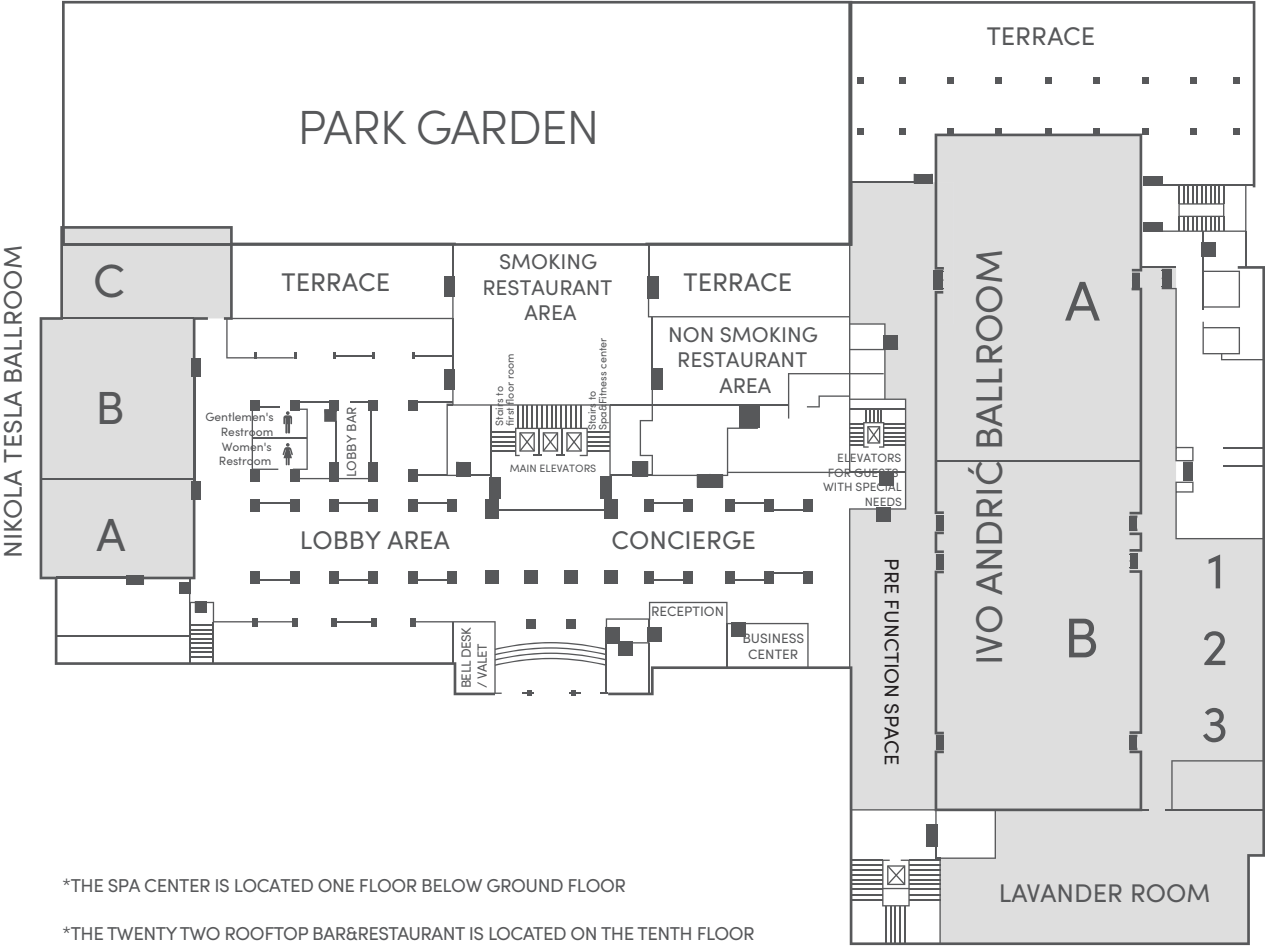 TERRACE
PARK GARDEN
NIKOLA TESLA BALLROOM
C
B
A
TERRACE
SMOKING
RESTAURANT
AREA
TERRACE
NON SMOKING
RESTAURANT
AREA
Stairs to
first floor room
Stairs to
Spa&Fitness center
Gentlemen's
Restroom
Women's
Restroom
LOBBY BAR
MAIN ELEVATORS
ELEVATORS
FOR GUESTS
WITH SPECIAL
NEEDS
LOBBY AREA
CONCIERGE
RECEPTION
BUSINESS
CENTER
BELL DESK
/ VALET
PRE FUNCTION SPACE
IVO ANDRIĆ BALLROOM
A
B
1
2
3
LAVANDER ROOM
*THE SPA CENTER IS LOCATED ONE FLOOR BELOW GROUND FLOOR
*THE TWENTY TWO ROOFTOP BAR&RESTAURANT IS LOCATED ON THE TENTH FLOOR